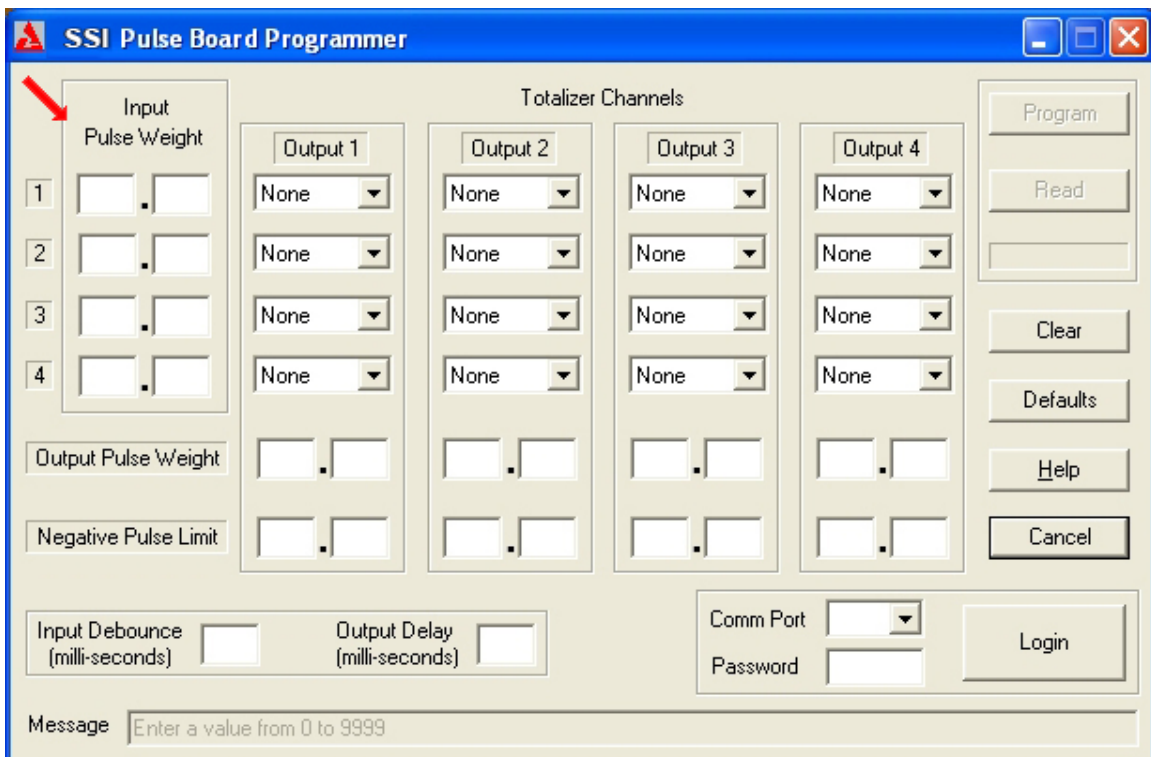 SSI Pulse Board Programmer
Input
Pulse Weight
Totalizer Channels
Output 1 Output 2 Output 3 Output 4
Program
1 . None None None None
Read
2 . None None None None
3 . None None None None
Clear
4 . None None None None
Defaults
Output Pulse Weight . . . .
Help
Negative Pulse Limit . . . .
Cancel
Input Debounce
(milli-seconds)
Output Delay
(milli-seconds)
Comm Port
Password
Login
Message Enter a value from 0 to 9999